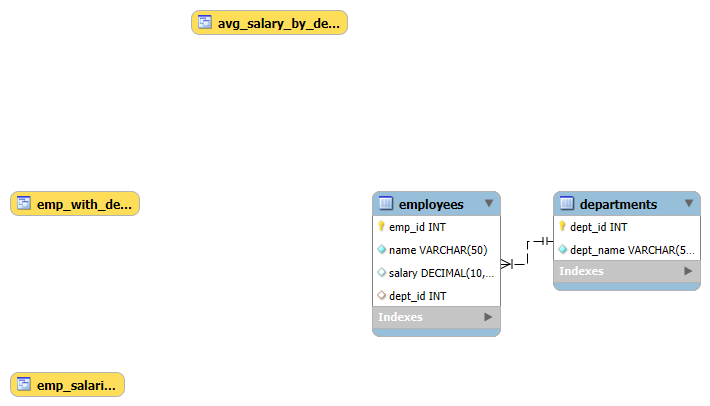 avg_salary_by_de...
emp_with_de...
employees
emp_id INT
name VARCHAR(50)
salary DECIMAL(10,...
dept_id INT
Indexes
departments
dept_id INT
dept_name VARCHAR(5...
Indexes
emp_salari...